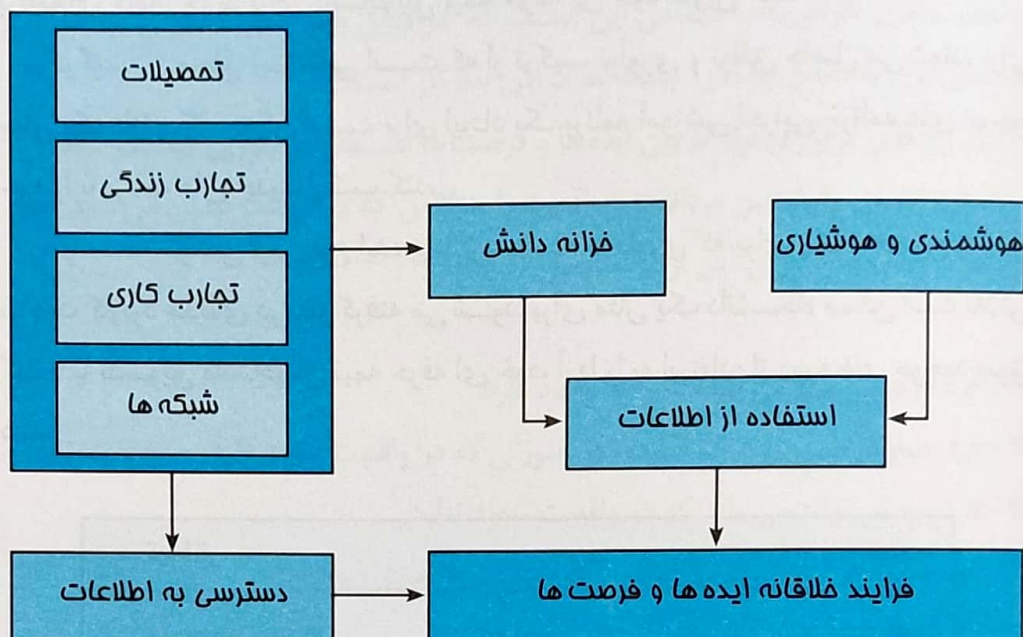 تحصیلات
تجارب زندگی
تجارب کاری
شبکه ها
خزانه دانش
هوشمندی و هوشیاری
استفاده از اطلاعات
دسترسی به اطلاعات
فرایند خلاقانه ایده ها و فرصت ها